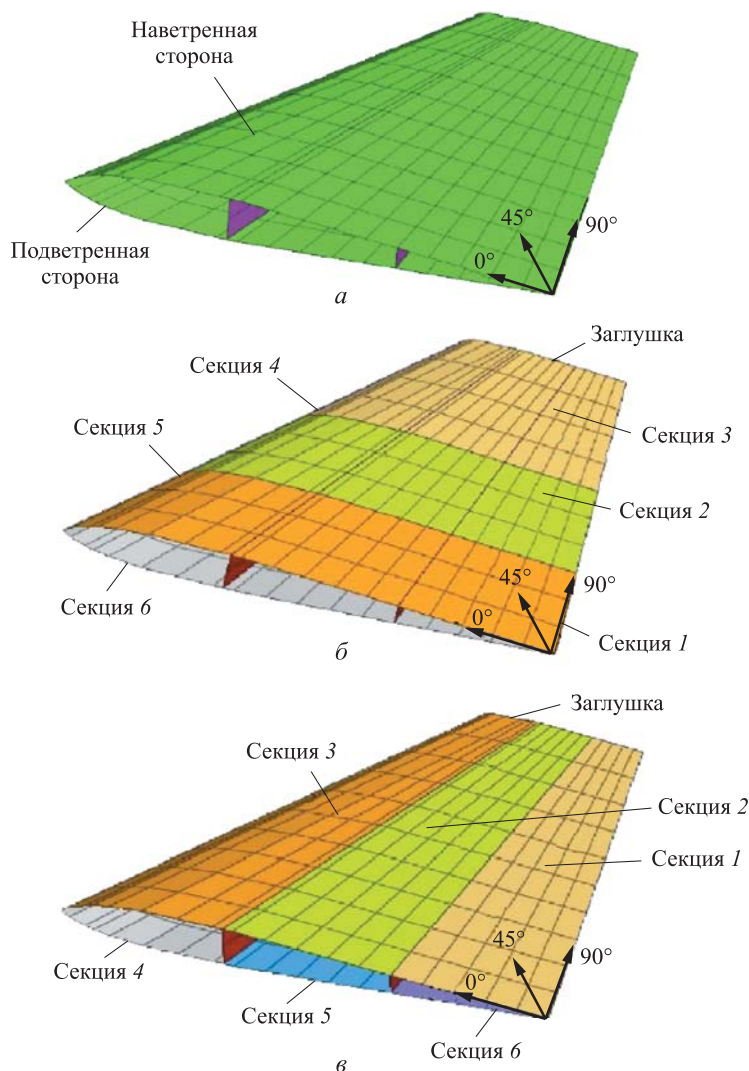 Наветренная
сторона
Подветренная
сторона
45°
90°
0°
а
Заглушка
Секция 4
Секция 5
Секция 3
Секция 2
45°
90°
Секция 6
0°
Секция 1
б
Заглушка
Секция 3
Секция 2
Секция 1
45°
90°
Секция 4
0°
Секция 5
Секция 6
в